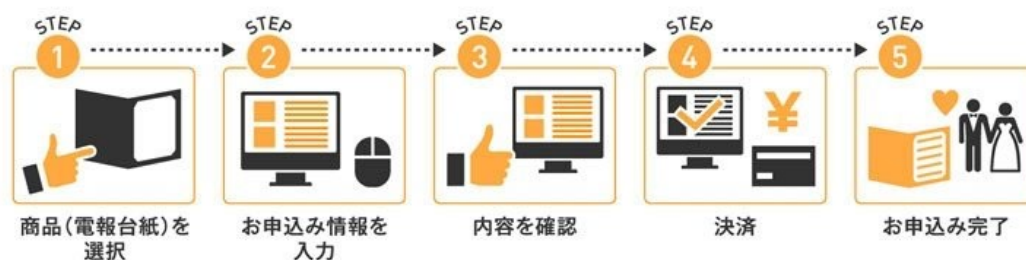 STEP
1
STEP
2
STEP
3
STEP
4
STEP
5
¥
商品(電報台紙)を
選択
お申込み情報を
入力
内容を確認
決済
お申込み完了